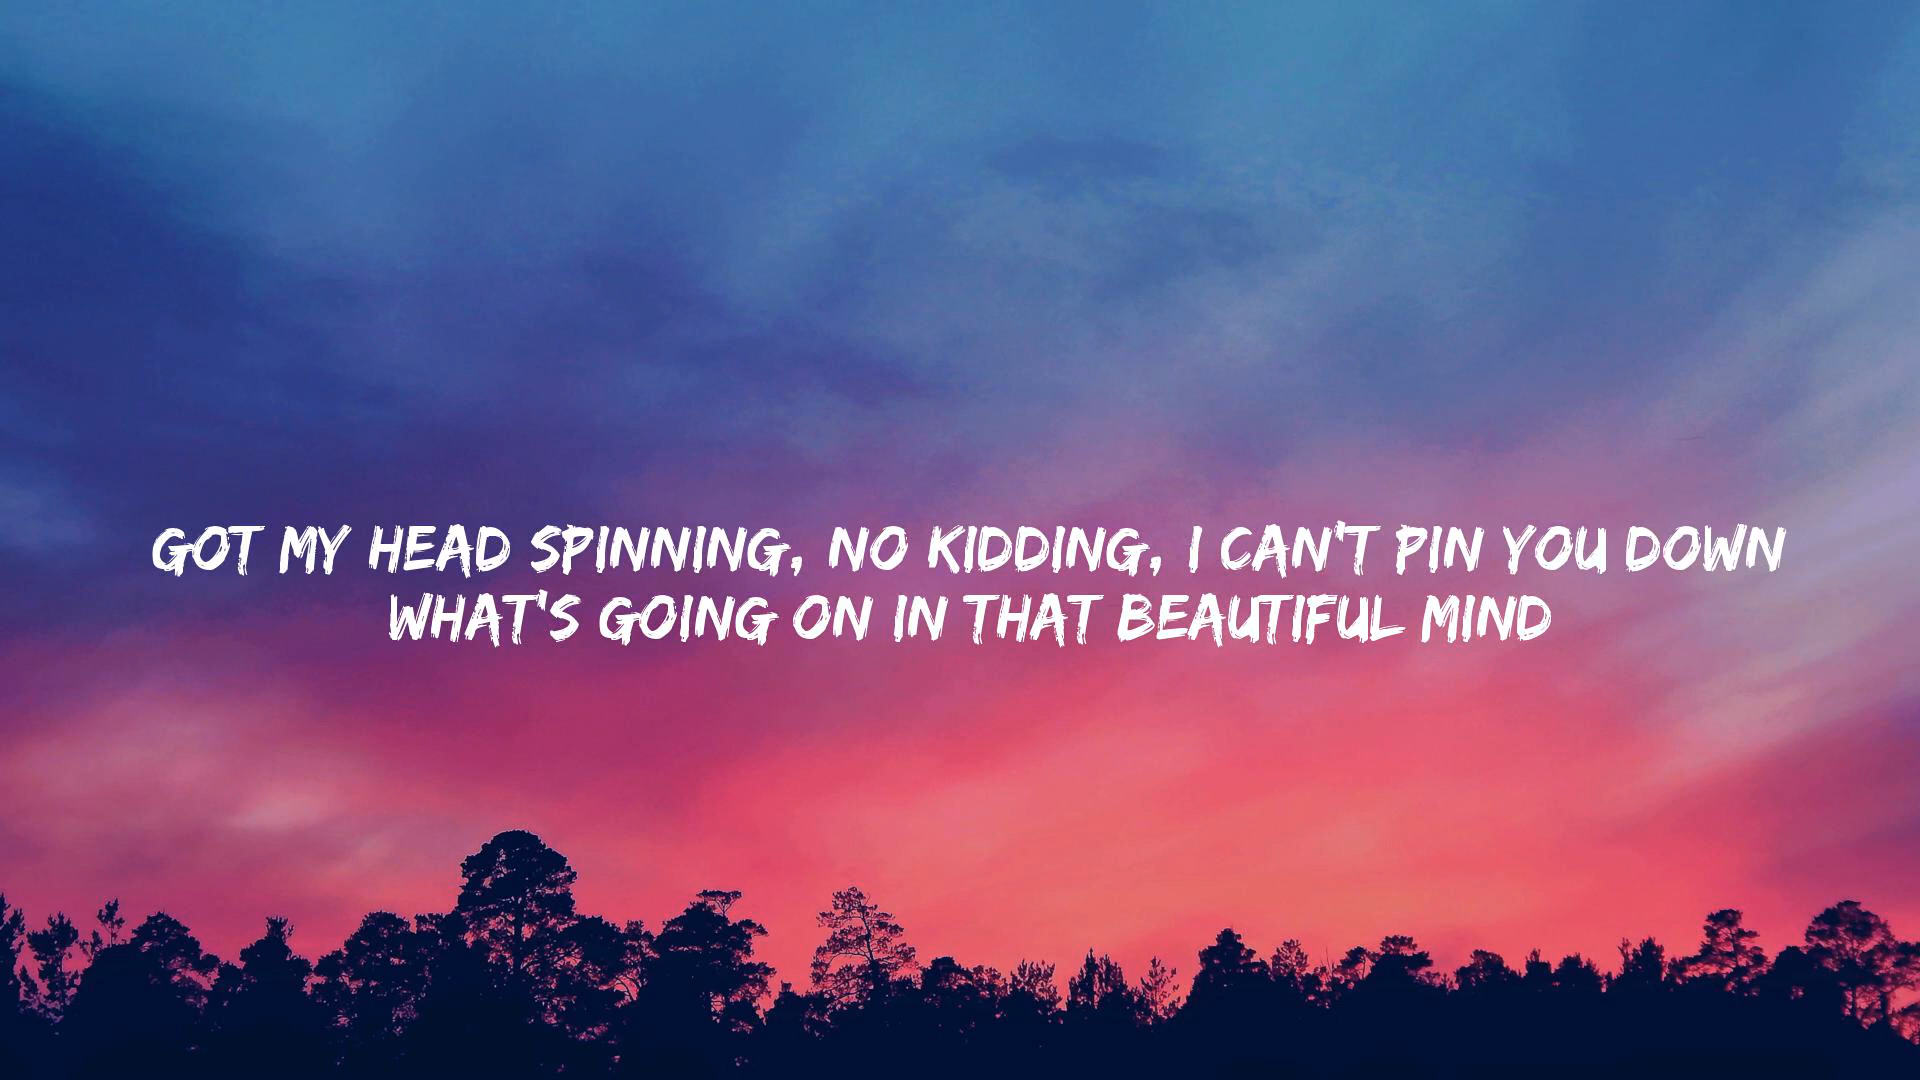 GOT MY HEAD SPINNING, NO KIDDING, I CAN'T PIN YOU DOWN
WHAT'S GOING ON IN THAT BEAUTIFUL MIND